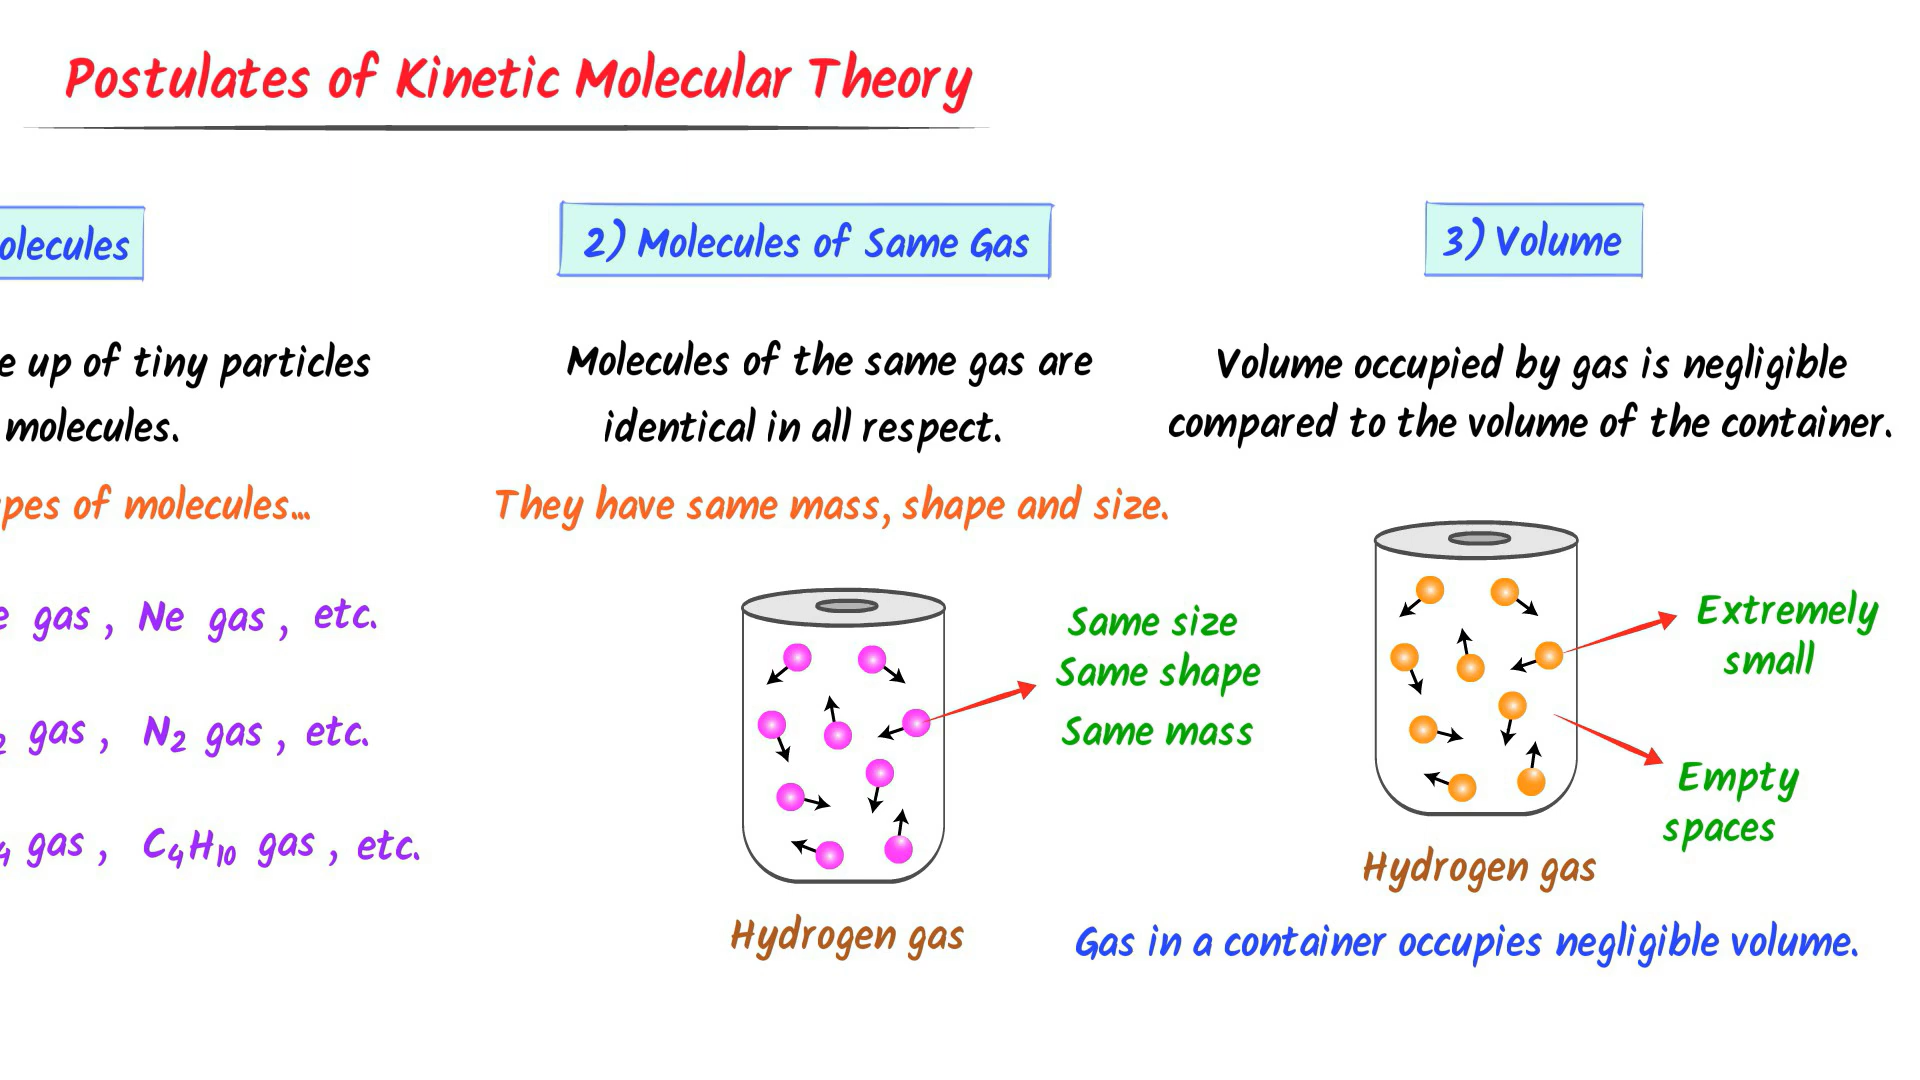 Postulates of Kinetic Molecular Theory
olecules
e up of tiny particles
molecules.
pes of molecules...
gas , Ne gas , etc.
2 gas , N₂ gas , etc.
4 gas , C₄H₁₀ gas , etc.
2) Molecules of Same Gas
Molecules of the same gas are
identical in all respect.
They have same mass, shape and size.
Same size
Same shape
Same mass
Hydrogen gas
3) Volume
Volume occupied by gas is negligible
compared to the volume of the container.
Extremely
small
Empty
spaces
Hydrogen gas
Gas in a container occupies negligible volume.